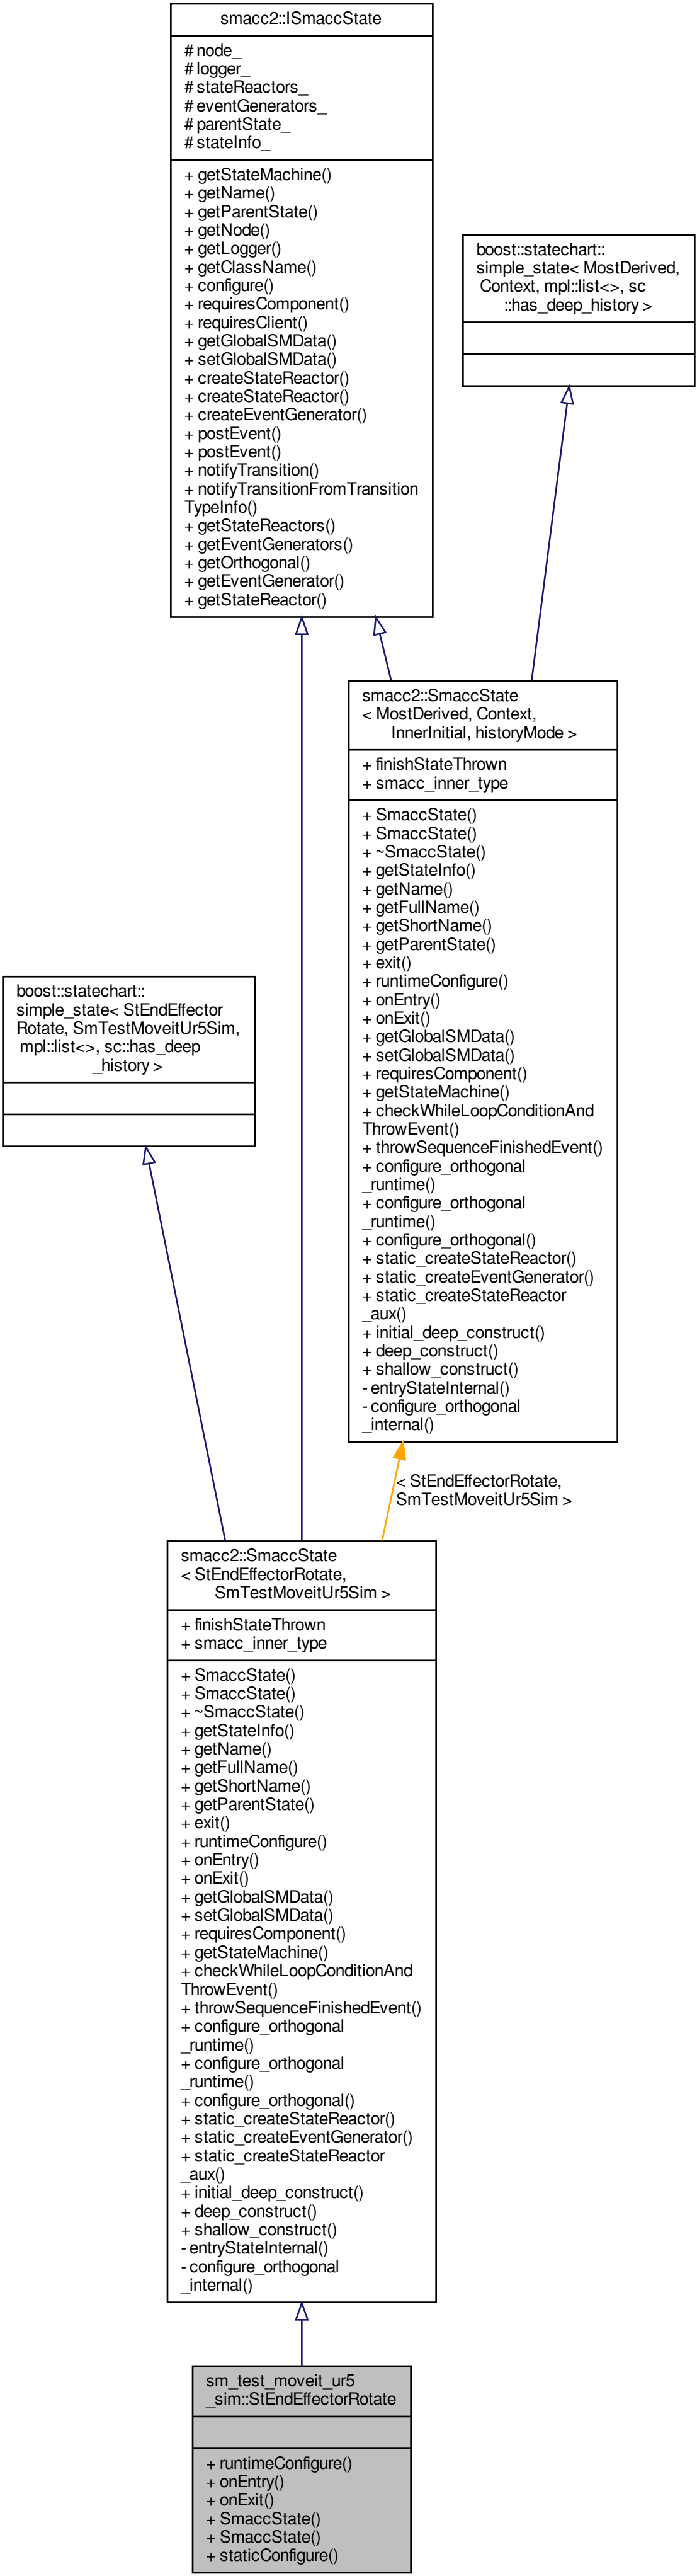 smacc2::ISmaccState
# node_
# logger_
# stateReactors_
# eventGenerators_
# parentState_
# stateInfo_
+ getStateMachine()
+ getName()
+ getParentState()
+ getNode()
+ getLogger()
+ getClassName()
+ configure()
+ requiresComponent()
+ requiresClient()
+ getGlobalSMData()
+ setGlobalSMData()
+ createStateReactor()
+ createStateReactor()
+ createEventGenerator()
+ postEvent()
+ postEvent()
+ notifyTransition()
+ notifyTransitionFromTransition
TypeInfo()
+ getStateReactors()
+ getEventGenerators()
+ getOrthogonal()
+ getEventGenerator()
+ getStateReactor()
boost::statechart::
simple_state< MostDerived,
Context, mpl::list<>, sc
::has_deep_history >
smacc2::SmaccState
< MostDerived, Context,
InnerInitial, historyMode >
+ finishStateThrown
+ smacc_inner_type
+ SmaccState()
+ SmaccState()
+ ~SmaccState()
+ getStateInfo()
+ getName()
+ getFullName()
+ getShortName()
+ getParentState()
+ exit()
+ runtimeConfigure()
+ onEntry()
+ onExit()
+ getGlobalSMData()
+ setGlobalSMData()
+ requiresComponent()
+ getStateMachine()
+ checkWhileLoopConditionAnd
ThrowEvent()
+ throwSequenceFinishedEvent()
+ configure_orthogonal
_runtime()
+ configure_orthogonal
_runtime()
+ configure_orthogonal()
+ static_createStateReactor()
+ static_createEventGenerator()
+ static_createStateReactor
_aux()
+ initial_deep_construct()
+ deep_construct()
+ shallow_construct()
- entryStateInternal()
- configure_orthogonal
_internal()
boost::statechart::
simple_state< StEndEffector
Rotate, SmTestMoveitUr5Sim,
mpl::list<>, sc::has_deep
_history >
< StEndEffectorRotate,
SmTestMoveitUr5Sim >
smacc2::SmaccState
< StEndEffectorRotate,
SmTestMoveitUr5Sim >
+ finishStateThrown
+ smacc_inner_type
+ SmaccState()
+ SmaccState()
+ ~SmaccState()
+ getStateInfo()
+ getName()
+ getFullName()
+ getShortName()
+ getParentState()
+ exit()
+ runtimeConfigure()
+ onEntry()
+ onExit()
+ getGlobalSMData()
+ setGlobalSMData()
+ requiresComponent()
+ getStateMachine()
+ checkWhileLoopConditionAnd
ThrowEvent()
+ throwSequenceFinishedEvent()
+ configure_orthogonal
_runtime()
+ configure_orthogonal
_runtime()
+ configure_orthogonal()
+ static_createStateReactor()
+ static_createEventGenerator()
+ static_createStateReactor
_aux()
+ initial_deep_construct()
+ deep_construct()
+ shallow_construct()
- entryStateInternal()
- configure_orthogonal
_internal()
sm_test_moveit_ur5
_sim::StEndEffectorRotate
+ runtimeConfigure()
+ onEntry()
+ onExit()
+ SmaccState()
+ SmaccState()
+ staticConfigure()